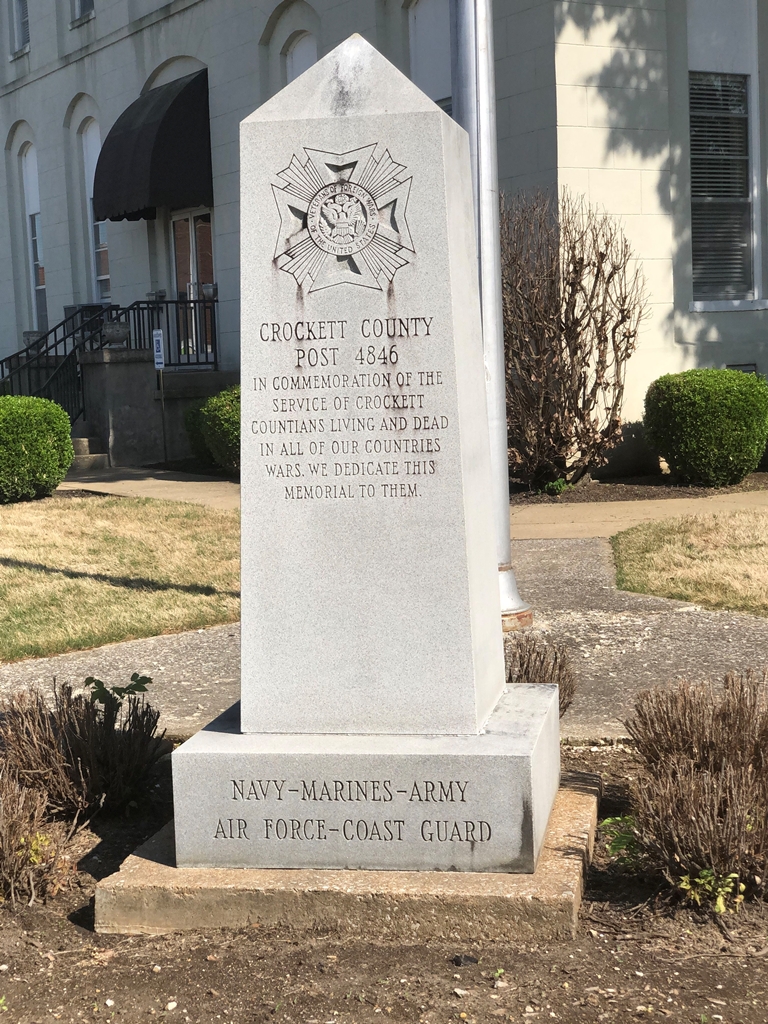 VETERANS OF FOREIGN WARS
OF THE UNITED STATES
CROCKETT COUNTY
POST 4846
IN COMMEMORATION OF THE
SERVICE OF CROCKETT
COUNTIANS LIVING AND DEAD
IN ALL OF OUR COUNTRIES
WARS. WE DEDICATE THIS
MEMORIAL TO THEM.
NAVY-MARINES-ARMY
AIR FORCE-COAST GUARD